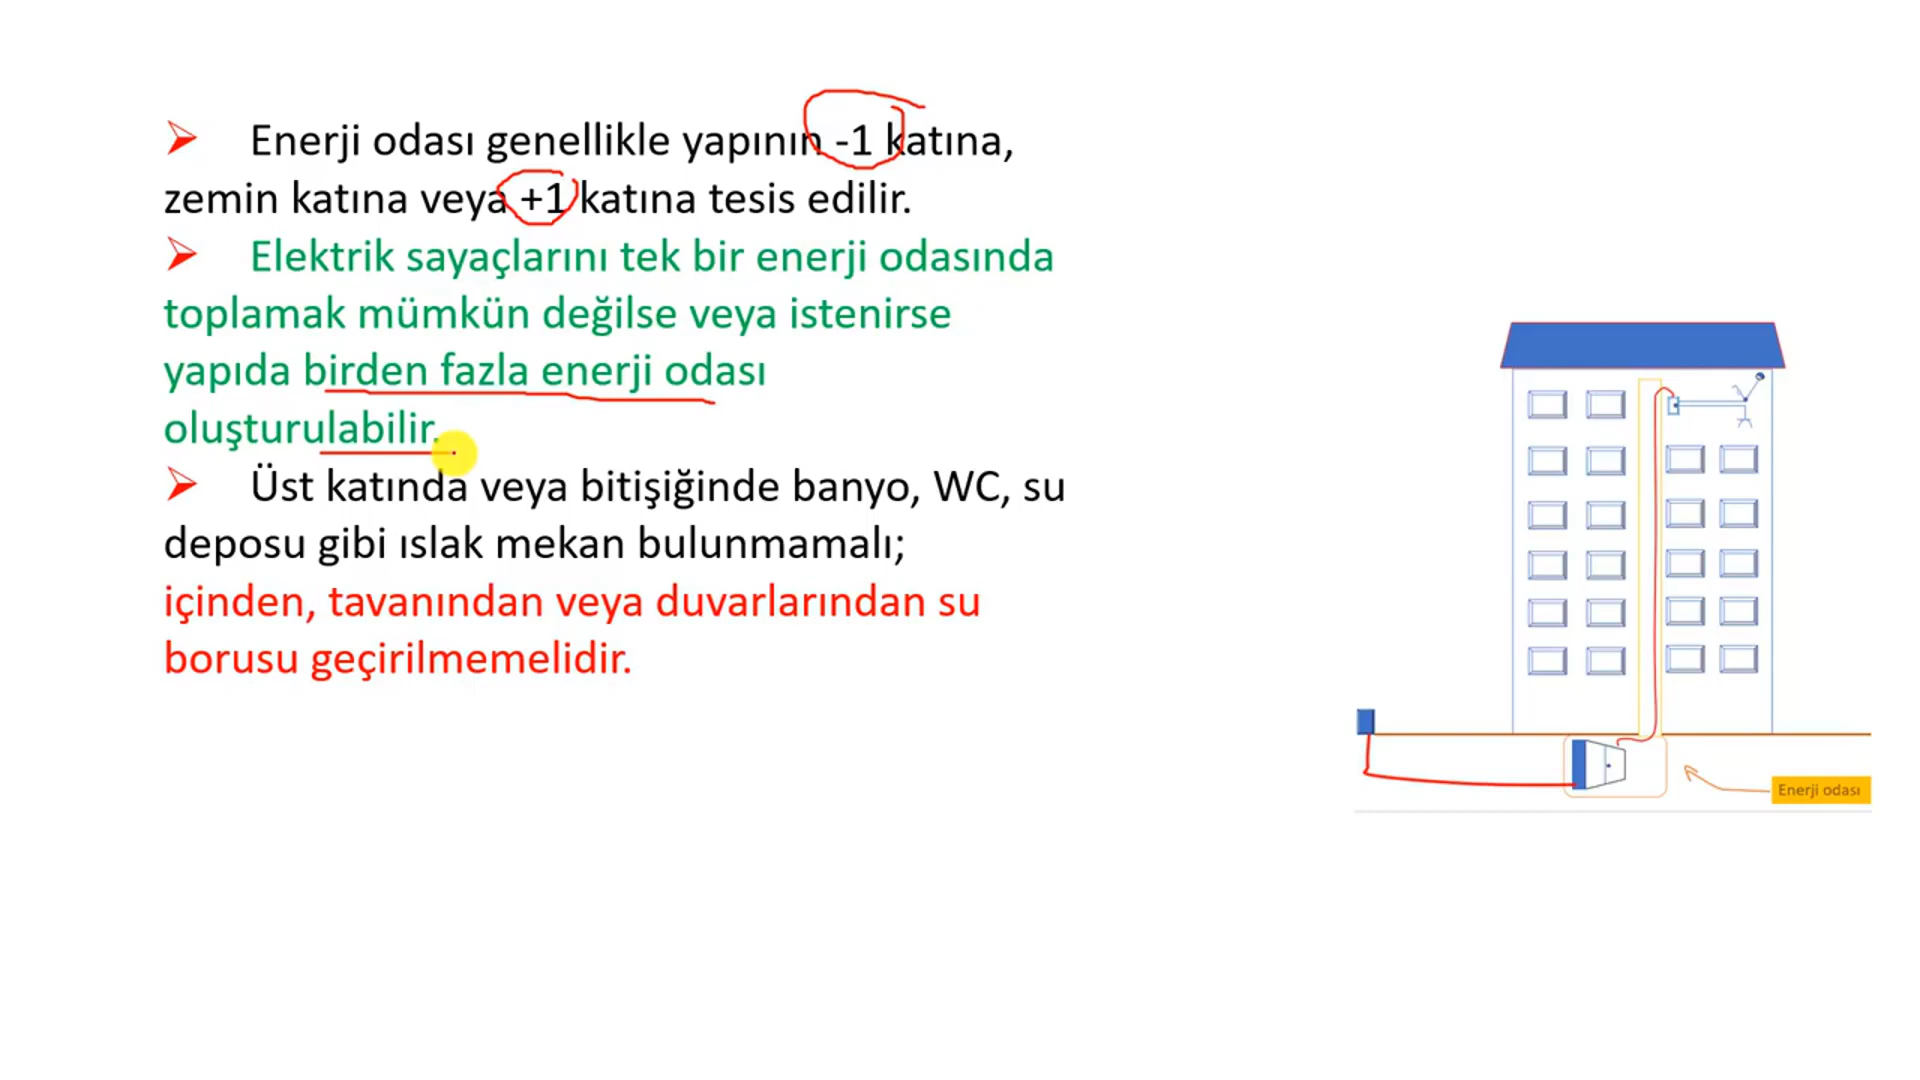 Enerji odası genellikle yapının -1 katına,
zemin katına veya +1 katına tesis edilir.
Elektrik sayaçlarını tek bir enerji odasında
toplamak mümkün değilse veya istenirse
yapıda birden fazla enerji odası
oluşturulabilir.
Üst katında veya bitişiğinde banyo, WC, su
deposu gibi ıslak mekan bulunmamalı;
içinden, tavanından veya duvarlarından su
borusu geçirilmemelidir.
Enerji odası